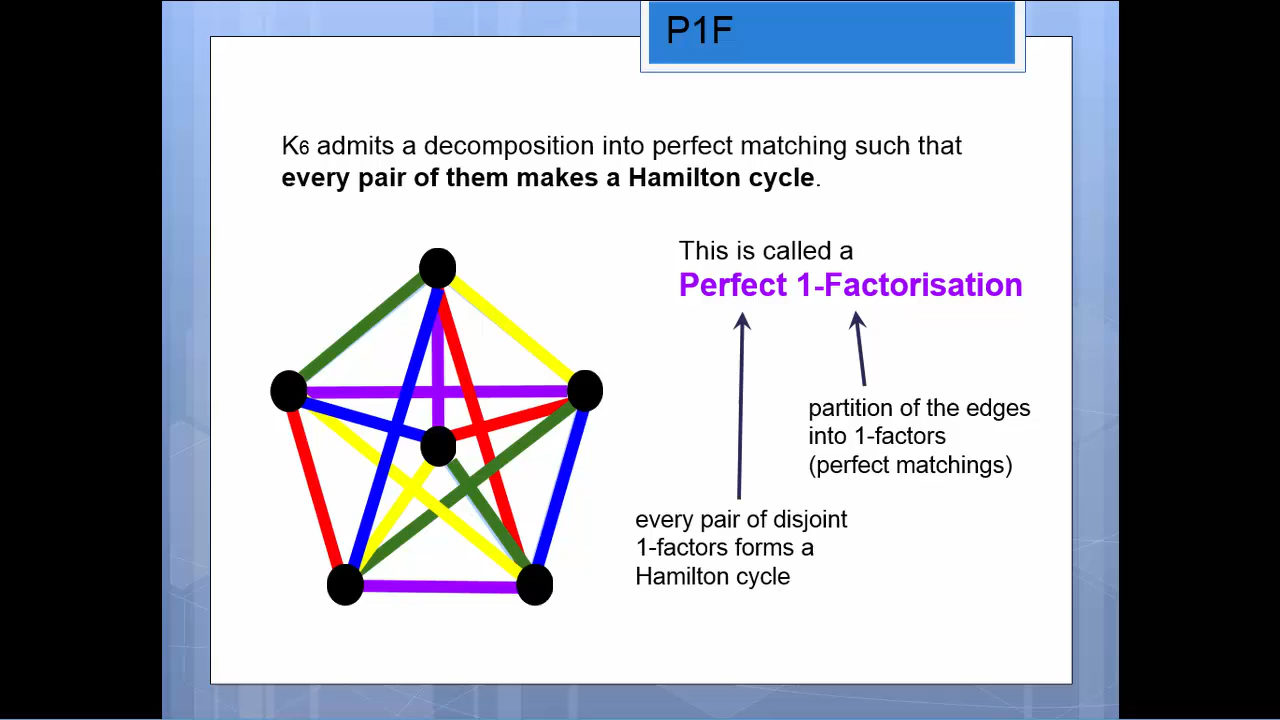 P1F
K6 admits a decomposition into perfect matching such that
every pair of them makes a Hamilton cycle.
This is called a
Perfect 1-Factorisation
partition of the edges
into 1-factors
(perfect matchings)
every pair of disjoint
1-factors forms a
Hamilton cycle